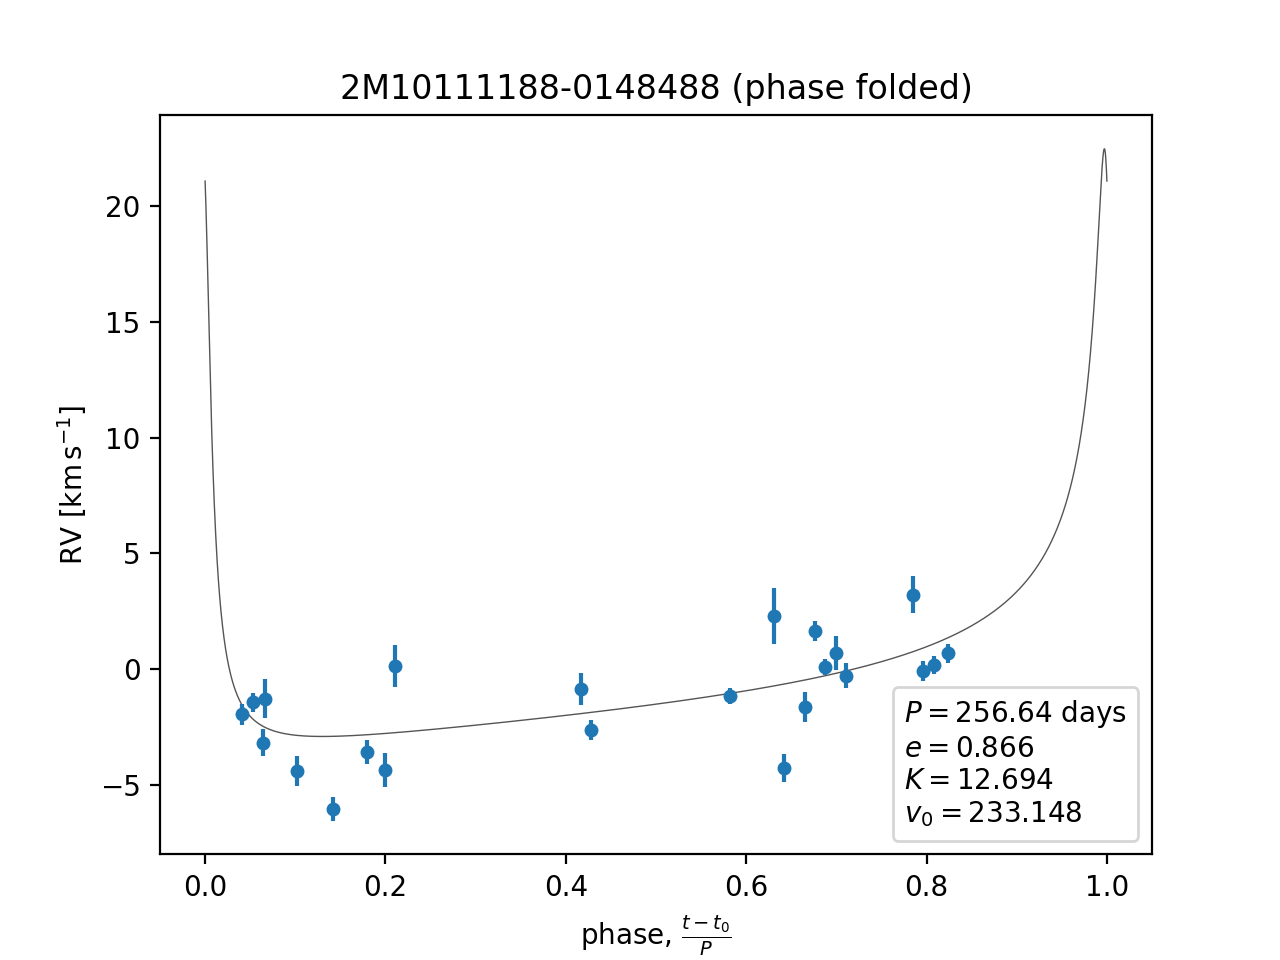 2M10111188-0148488 (phase folded)
RV [km s⁻¹]
20
15
10
5
0
−5
P = 256.64 days
e = 0.866
K = 12.694
v₀ = 233.148
0.0 0.2 0.4 0.6 0.8 1.0
phase, (t − t₀)/P